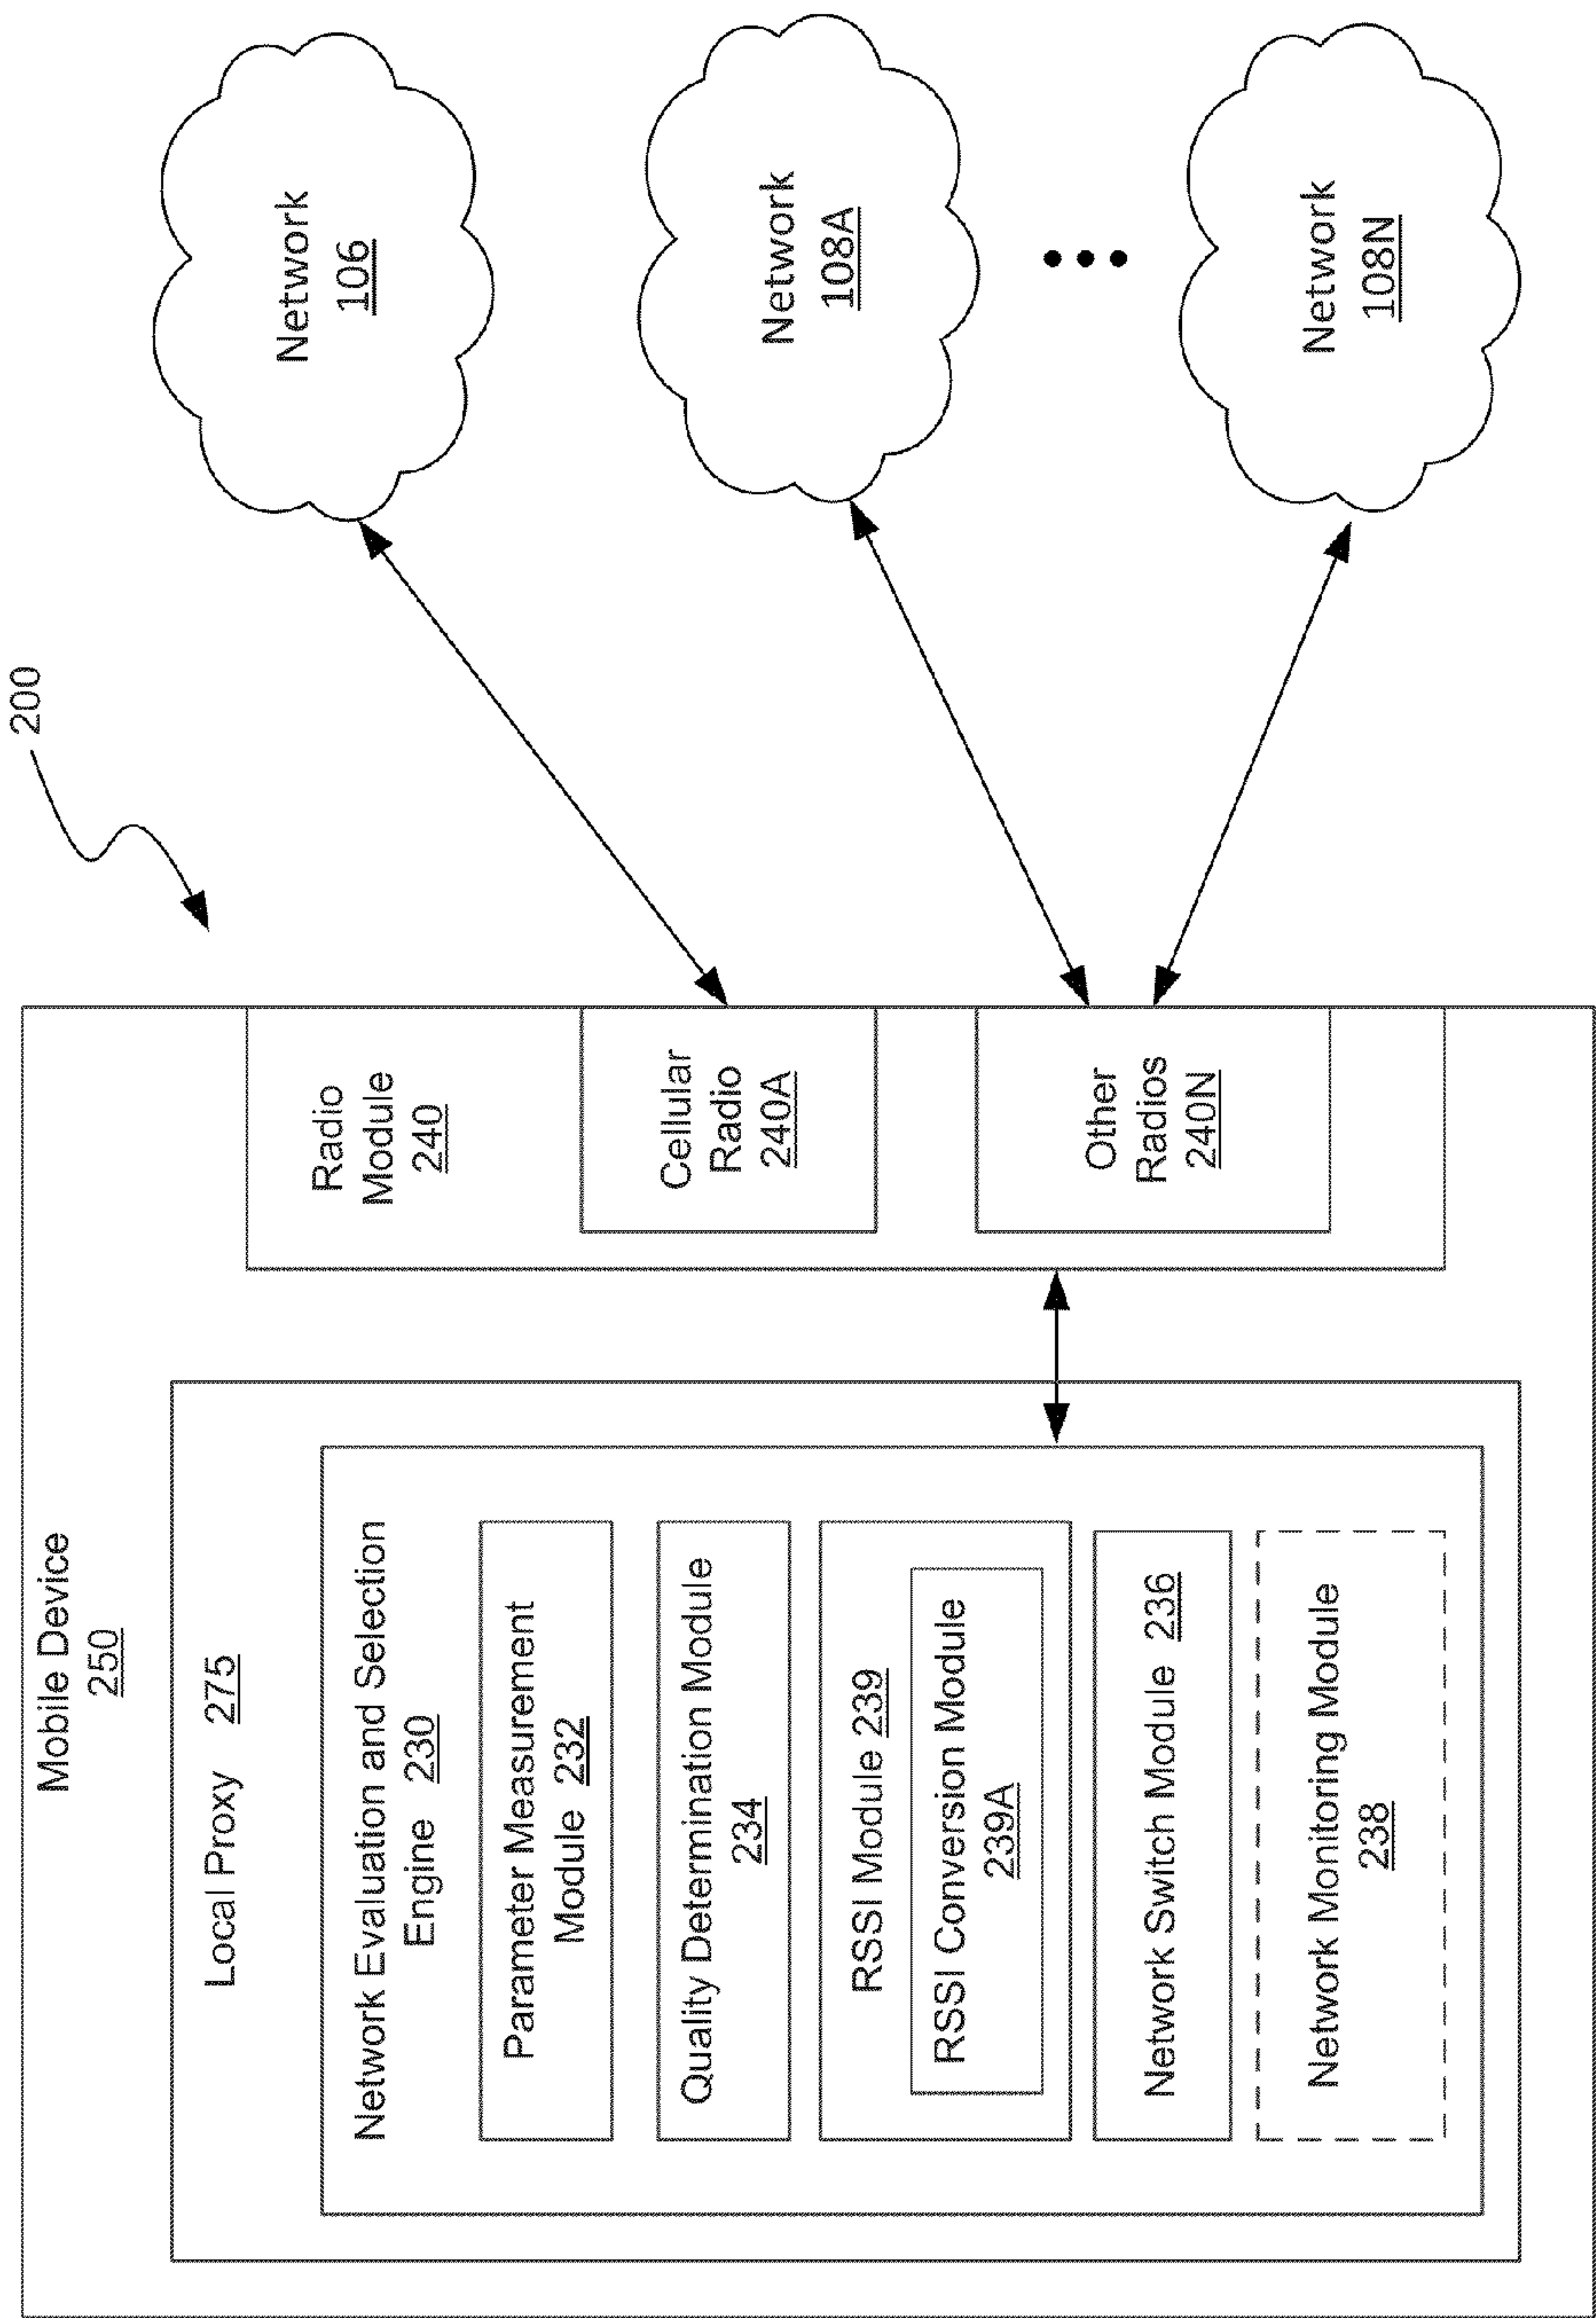 200
Mobile Device
250
Local Proxy 275
Network Evaluation and Selection
Engine 230
Parameter Measurement
Module 232
Quality Determination Module
234
RSSI Module 239
RSSI Conversion Module
239A
Network Switch Module 236
Network Monitoring Module
238
Radio
Module
240
Cellular
Radio
240A
Other
Radios
240N
Network
106
Network
108A
Network
108N